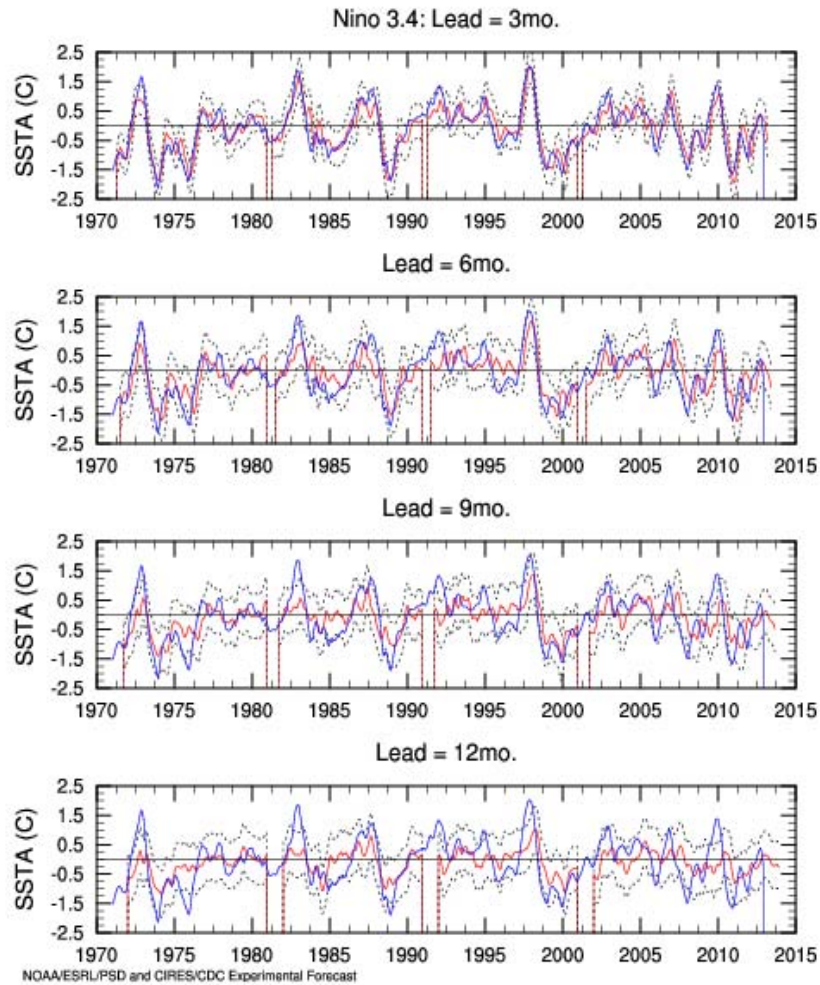 Nino 3.4: Lead = 3mo.
SSTA (C)
2.5
1.5
0.5
-0.5
-1.5
-2.5
1970 1975 1980 1985 1990 1995 2000 2005 2010 2015
Lead = 6mo.
SSTA (C)
2.5
1.5
0.5
-0.5
-1.5
-2.5
1970 1975 1980 1985 1990 1995 2000 2005 2010 2015
Lead = 9mo.
SSTA (C)
2.5
1.5
0.5
-0.5
-1.5
-2.5
1970 1975 1980 1985 1990 1995 2000 2005 2010 2015
Lead = 12mo.
SSTA (C)
2.5
1.5
0.5
-0.5
-1.5
-2.5
1970 1975 1980 1985 1990 1995 2000 2005 2010 2015
NOAA/ESRL/PSD and CIRES/CDC Experimental Forecast